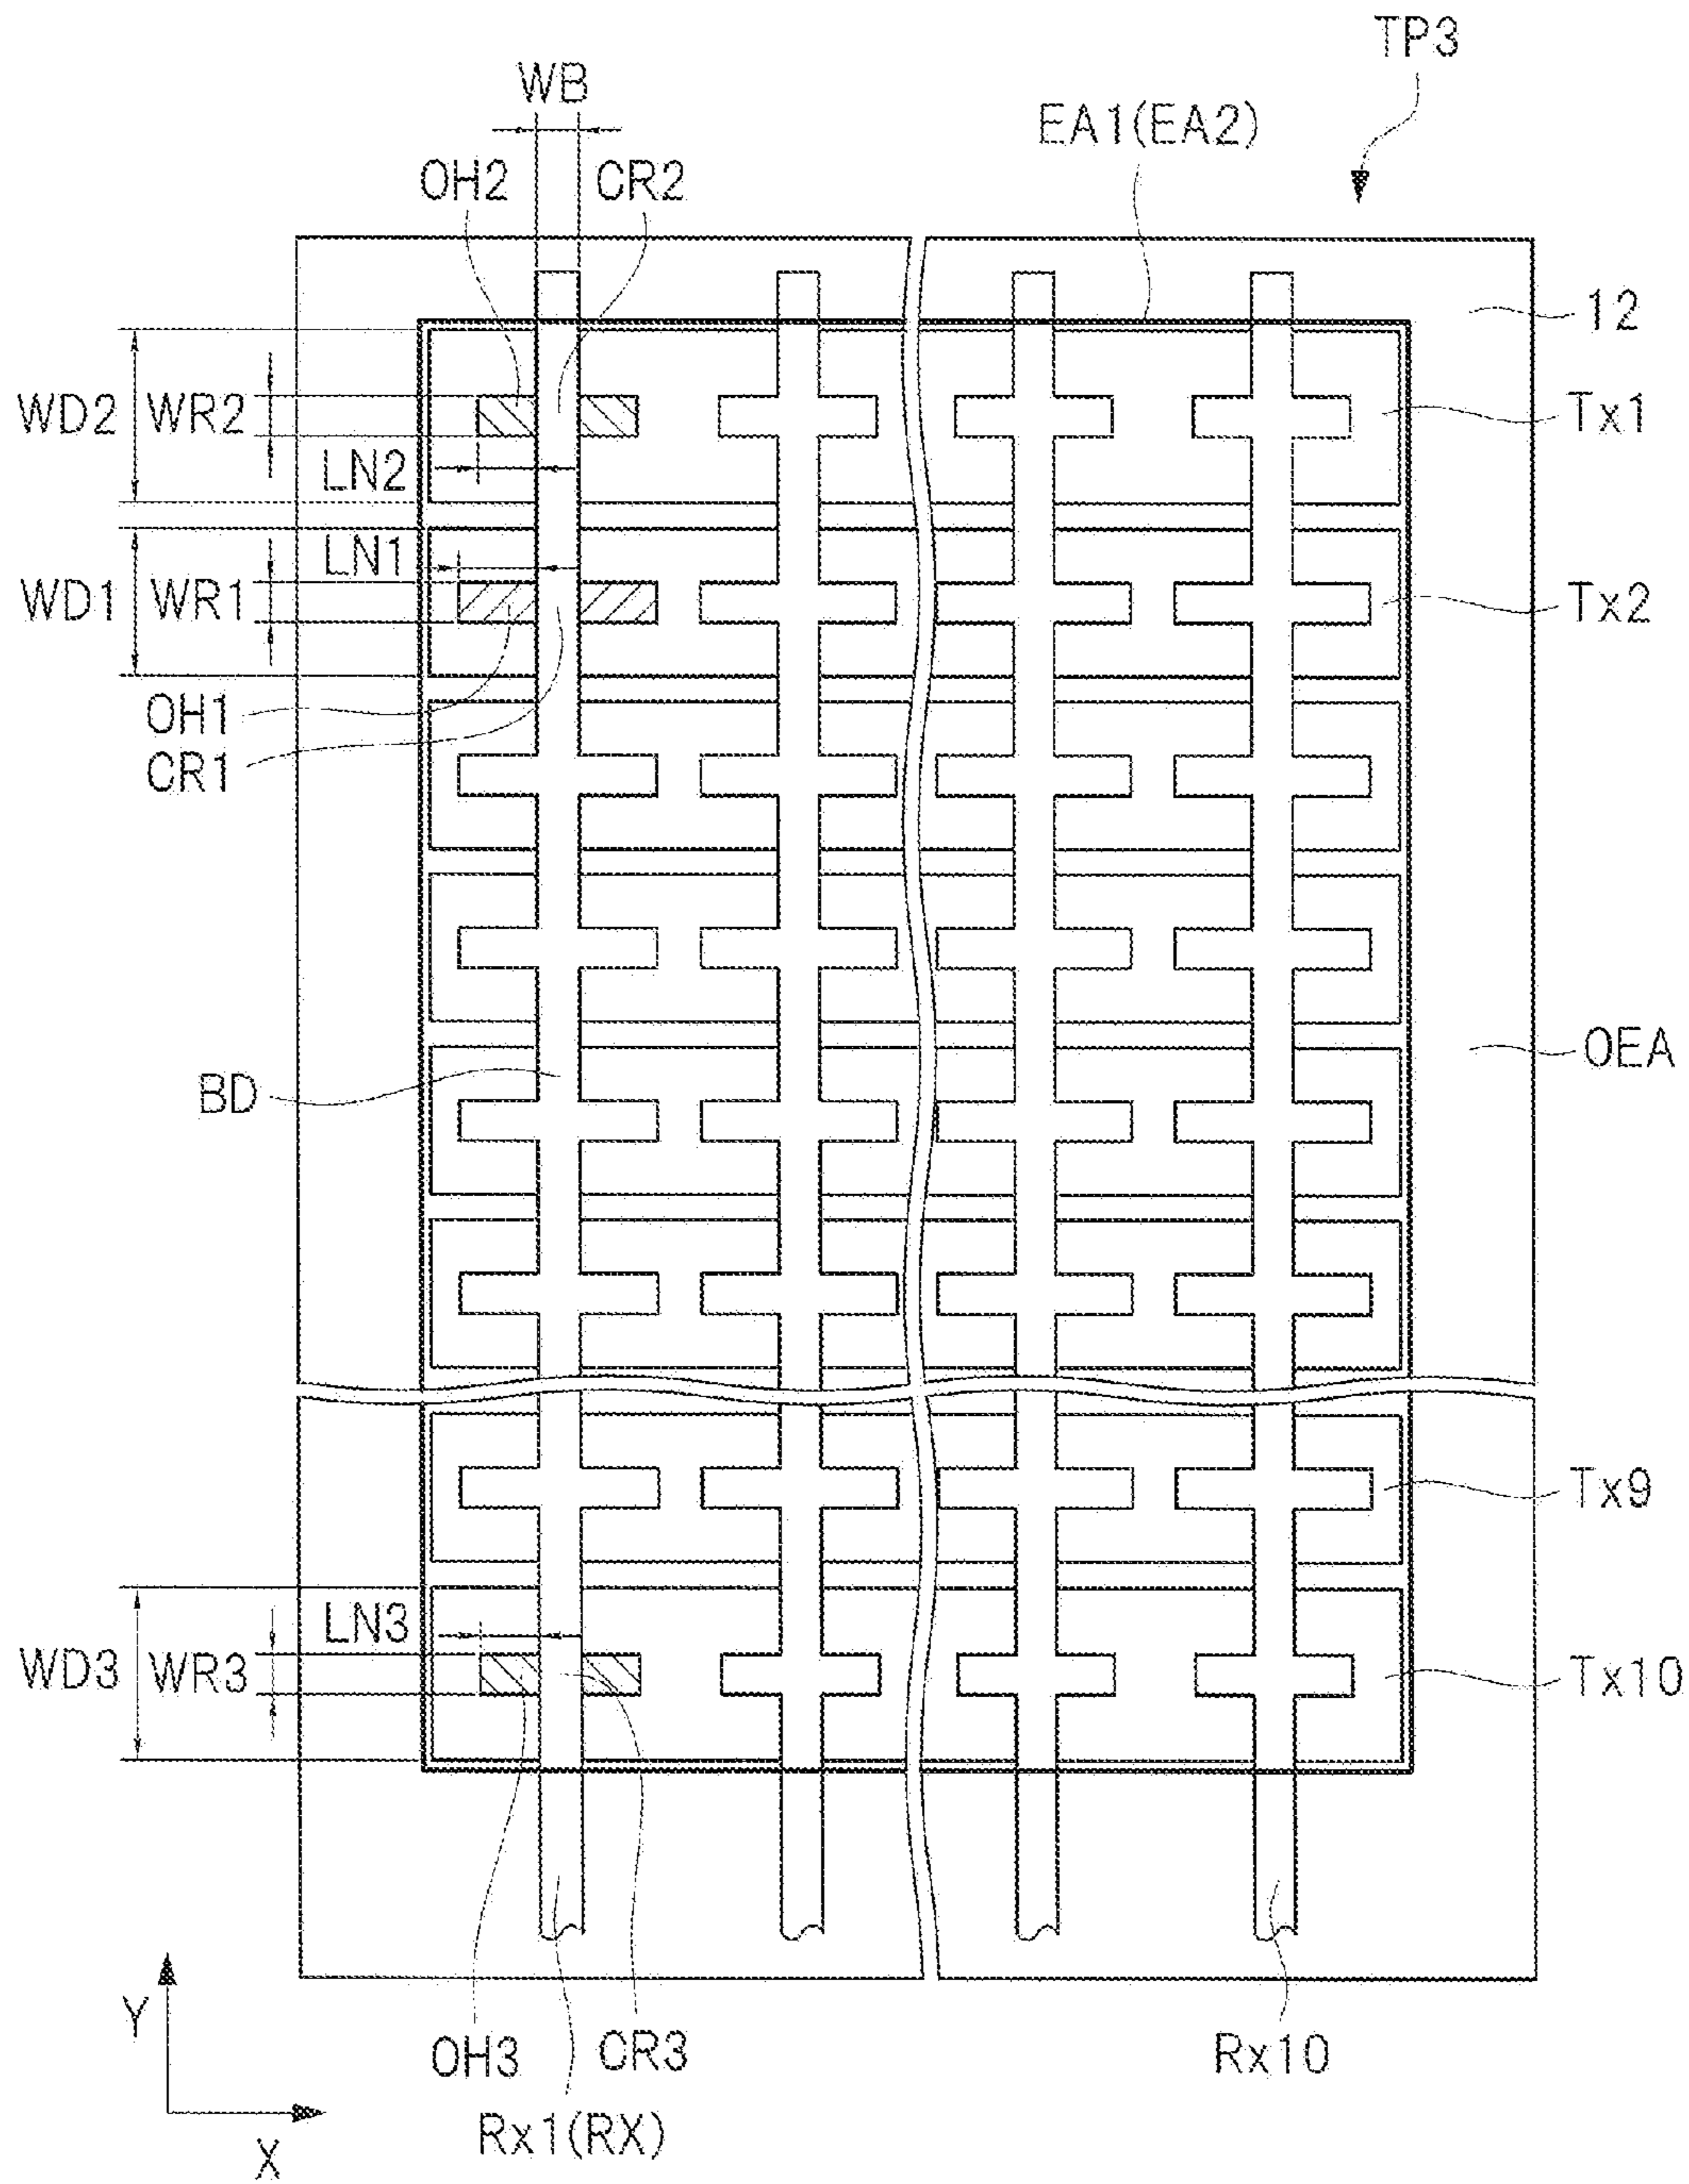 TP3
WB
EA1(EA2)
OH2
CR2
12
WD2
WR2
Tx1
LN2
LN1
WD1
WR1
Tx2
OH1
CR1
OEA
BD
Tx9
LN3
WD3
WR3
Tx10
Y
OH3
CR3
Rx10
Rx1(RX)
X